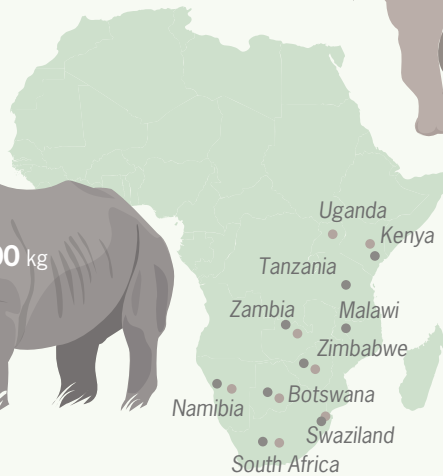 Uganda
Kenya
00 kg
Tanzania
Zambia
Malawi
Zimbabwe
Botswana
Namibia
Swaziland
South Africa